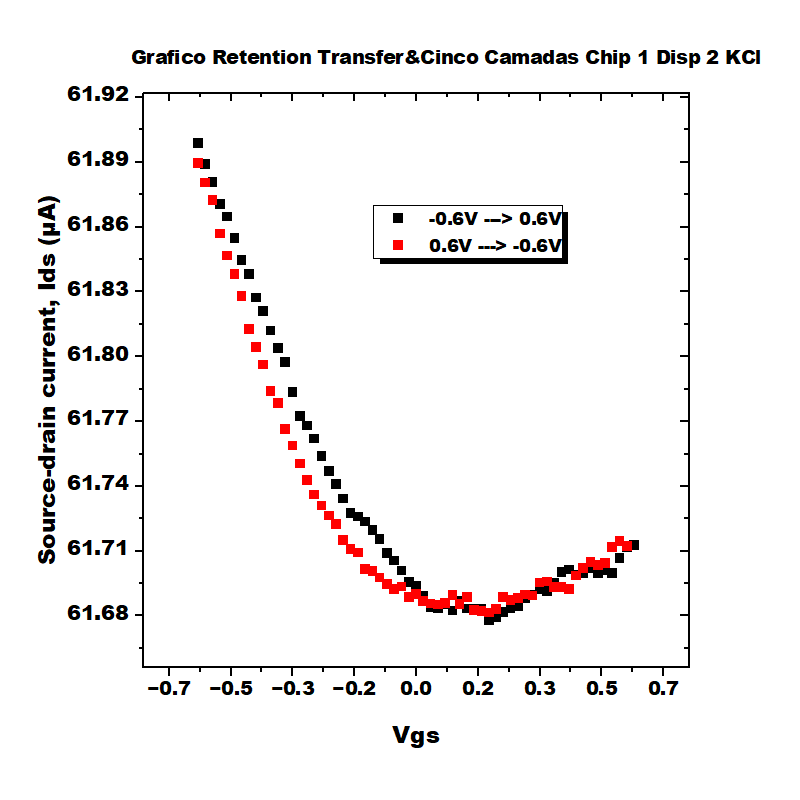 Grafico Retention Transfer&Cinco Camadas Chip 1 Disp 2 KCl
61.92
61.89
61.86
61.83
61.80
61.77
61.74
61.71
61.68
Source-drain current, Ids (µA)
-0.6V ---> 0.6V
0.6V ---> -0.6V
−0.7 −0.5 −0.3 −0.2 0.0 0.2 0.3 0.5 0.7
Vgs